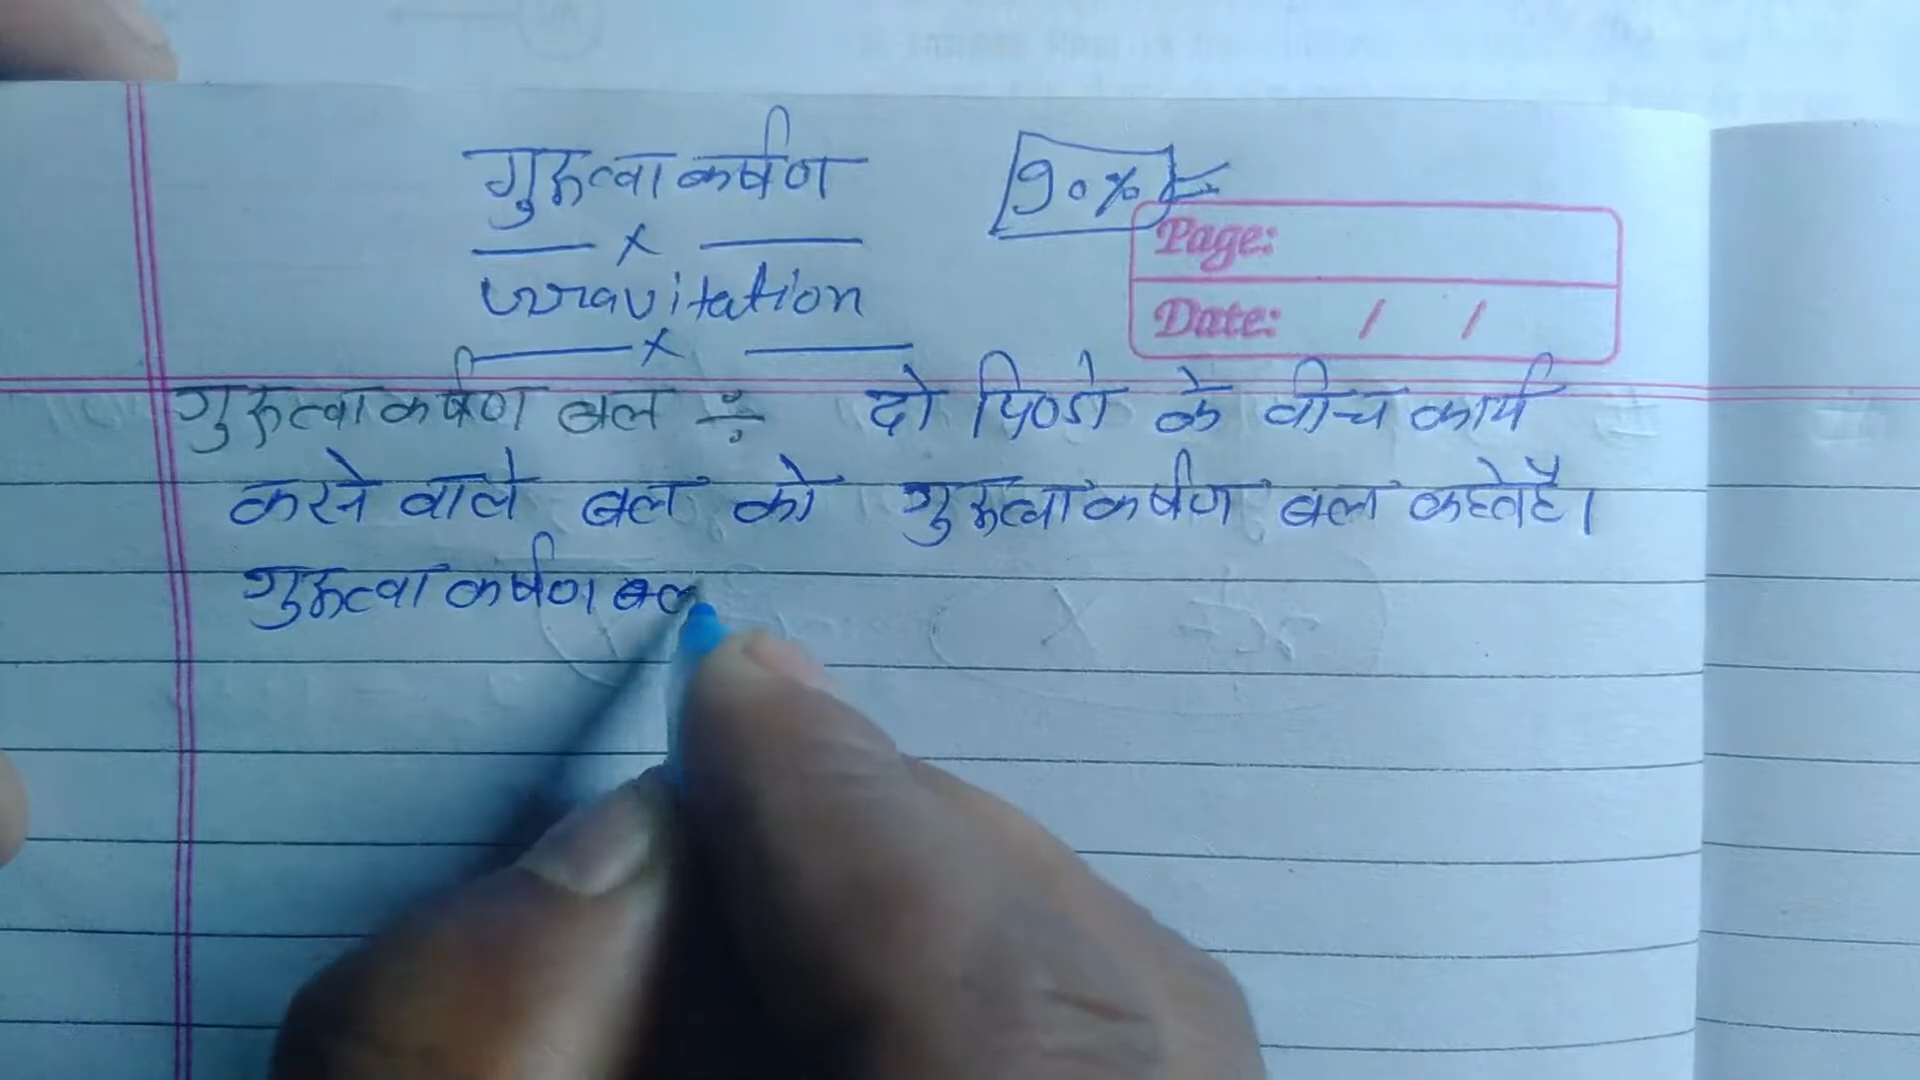 गुरुत्वाकर्षण
90%
Page:
x
Gravitation
Date: / /
x
गुरुत्वाकर्षण बल ÷ दो पिण्डो के वीच कार्य
करने वाले बल को गुरुत्वाकर्षण बल कहतेहै।
गुरुत्वाकर्षण बल